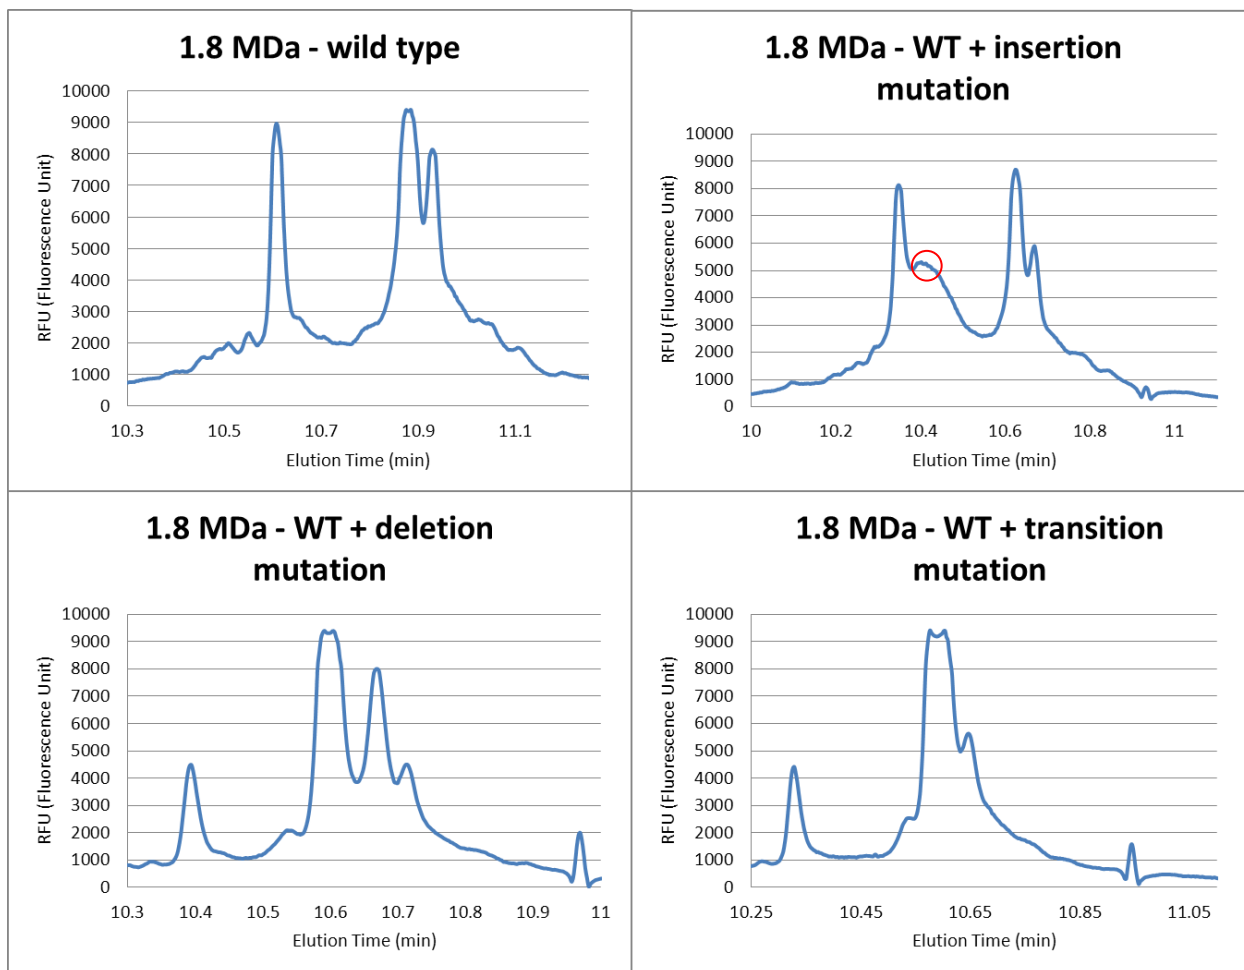 1.8 MDa - wild type
10000
9000
8000
7000
6000
5000
4000
3000
2000
1000
0
RFU (Fluorescence Unit)
10.3 10.5 10.7 10.9 11.1
Elution Time (min)
1.8 MDa - WT + insertion
mutation
10000
9000
8000
7000
6000
5000
4000
3000
2000
1000
0
RFU (Fluorescence Unit)
10 10.2 10.4 10.6 10.8 11
Elution Time (min)
1.8 MDa - WT + deletion
mutation
10000
9000
8000
7000
6000
5000
4000
3000
2000
1000
0
RFU (Fluorescence Unit)
10.3 10.4 10.5 10.6 10.7 10.8 10.9 11
Elution Time (min)
1.8 MDa - WT + transition
mutation
10000
9000
8000
7000
6000
5000
4000
3000
2000
1000
0
RFU (Fluorescence Unit)
10.25 10.45 10.65 10.85 11.05
Elution Time (min)